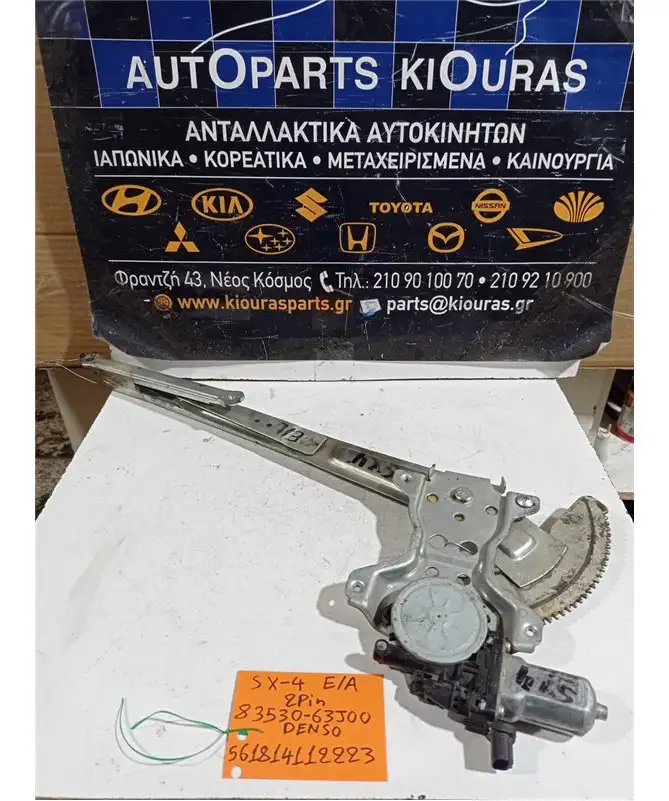 AUTOPARTS KIOURAS
ΑΝΤΑΛΛΑΚΤΙΚΑ ΑΥΤΟΚΙΝΗΤΩΝ
ΙΑΠΩΝΙΚΑ • ΚΟΡΕΑΤΙΚΑ • ΜΕΤΑΧΕΙΡΙΣΜΕΝΑ • ΚΑΙΝΟΥΡΓΙΑ
KIA TOYOTA NISSAN
Φραντζή 43, Νέος Κόσμος Τηλ.: 210 90 100 70 • 210 92 10 900
www.kiourasparts.gr parts@kiouras.gr
SX4
SX-4 E/A
2Pin
83530-63J00
DENSO
561814112223